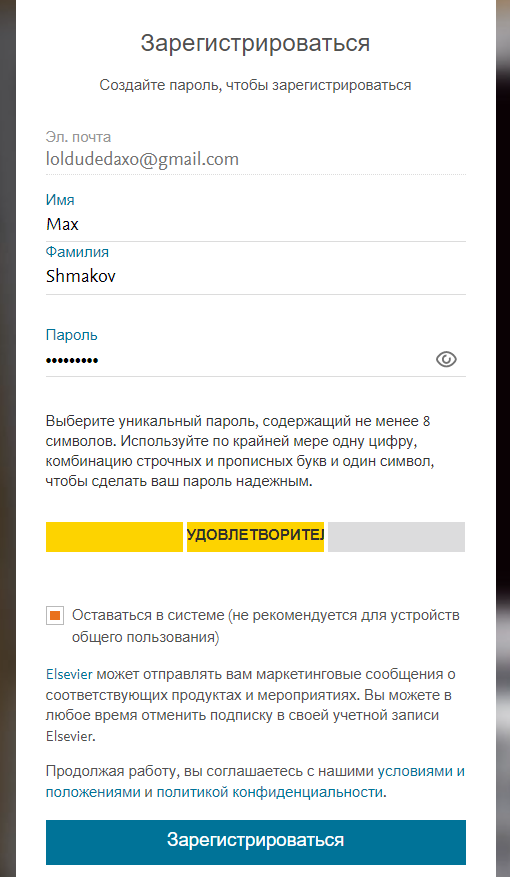 Зарегистрироваться
Создайте пароль, чтобы зарегистрироваться
Эл. почта
loldudedaxo@gmail.com
Имя
Max
Фамилия
Shmakov
Пароль
•••••••••
Выберите уникальный пароль, содержащий не менее 8
символов. Используйте по крайней мере одну цифру,
комбинацию строчных и прописных букв и один символ,
чтобы сделать ваш пароль надежным.
УДОВЛЕТВОРИТЕЛ
Оставаться в системе (не рекомендуется для устройств
общего пользования)
Elsevier может отправлять вам маркетинговые сообщения о
соответствующих продуктах и мероприятиях. Вы можете в
любое время отменить подписку в своей учетной записи
Elsevier.
Продолжая работу, вы соглашаетесь с нашими условиями и
положениями и политикой конфиденциальности.
Зарегистрироваться